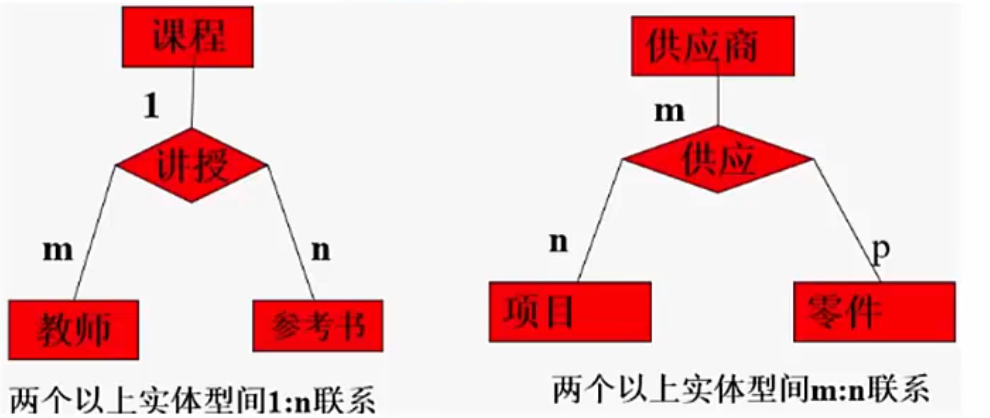 课程
1
讲授
m
n
教师
参考书
两个以上实体型间1:n联系
供应商
m
供应
n
p
项目
零件
两个以上实体型间m:n联系